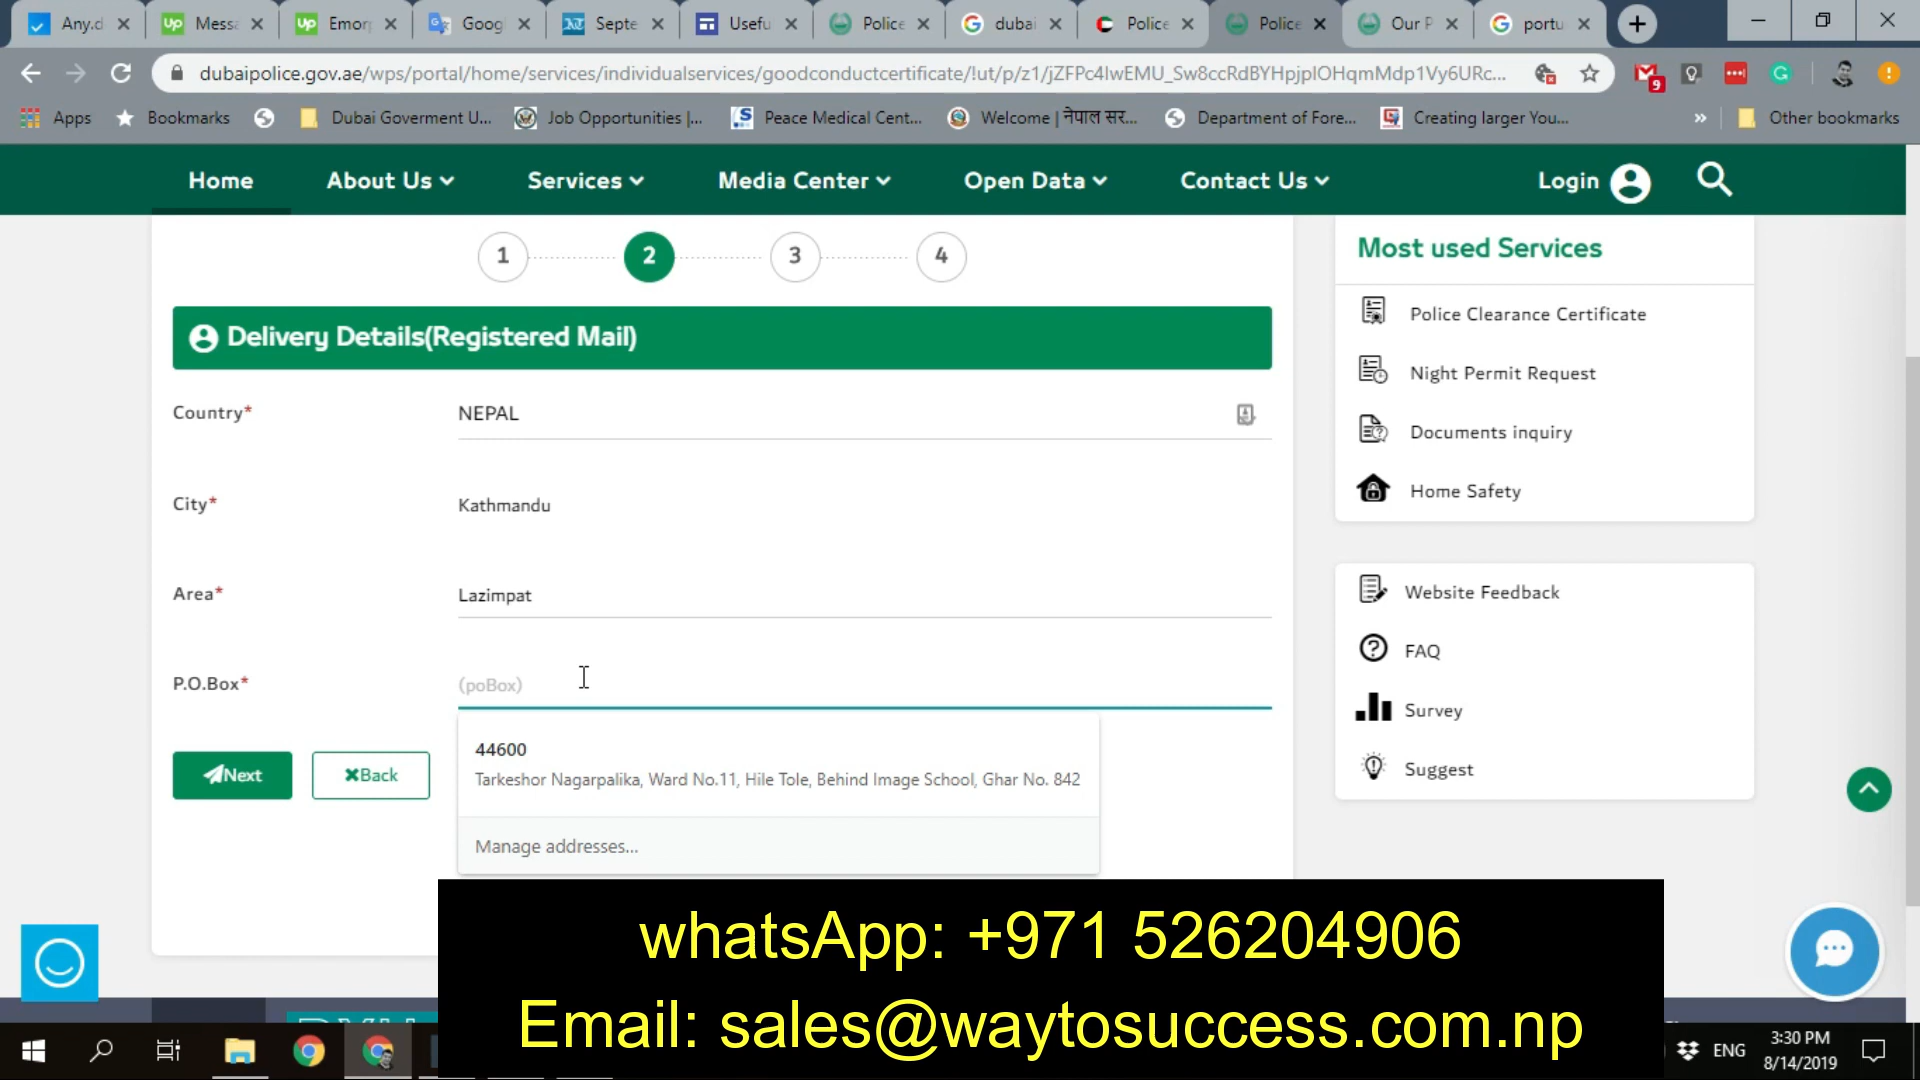 Any.d
Messa
Emorp
Goog
Septe
Usefu
Police
dubai
Police
Police
Our P
portu
dubaipolice.gov.ae/wps/portal/home/services/individualservices/goodconductcertificate/!ut/p/z1/jZFPc4IwEMU_Sw8ccRdBYHpjpIOHqmMdp1Vy6URc...
9
Apps
Bookmarks
Dubai Goverment U...
Job Opportunities |...
Peace Medical Cent...
Welcome | नेपाल सर...
Department of Fore...
Creating larger You...
»
Other bookmarks
Home
About Us
Services
Media Center
Open Data
Contact Us
Login
1
2
3
4
Delivery Details(Registered Mail)
Country*
NEPAL
City*
Kathmandu
Area*
Lazimpat
P.O.Box*
(poBox)
44600
Tarkeshor Nagarpalika, Ward No.11, Hile Tole, Behind Image School, Ghar No. 842
Manage addresses...
Next
Back
Most used Services
Police Clearance Certificate
Night Permit Request
Documents inquiry
Home Safety
Website Feedback
FAQ
Survey
Suggest
whatsApp: +971 526204906
Email: sales@waytosuccess.com.np
ENG
3:30 PM
8/14/2019